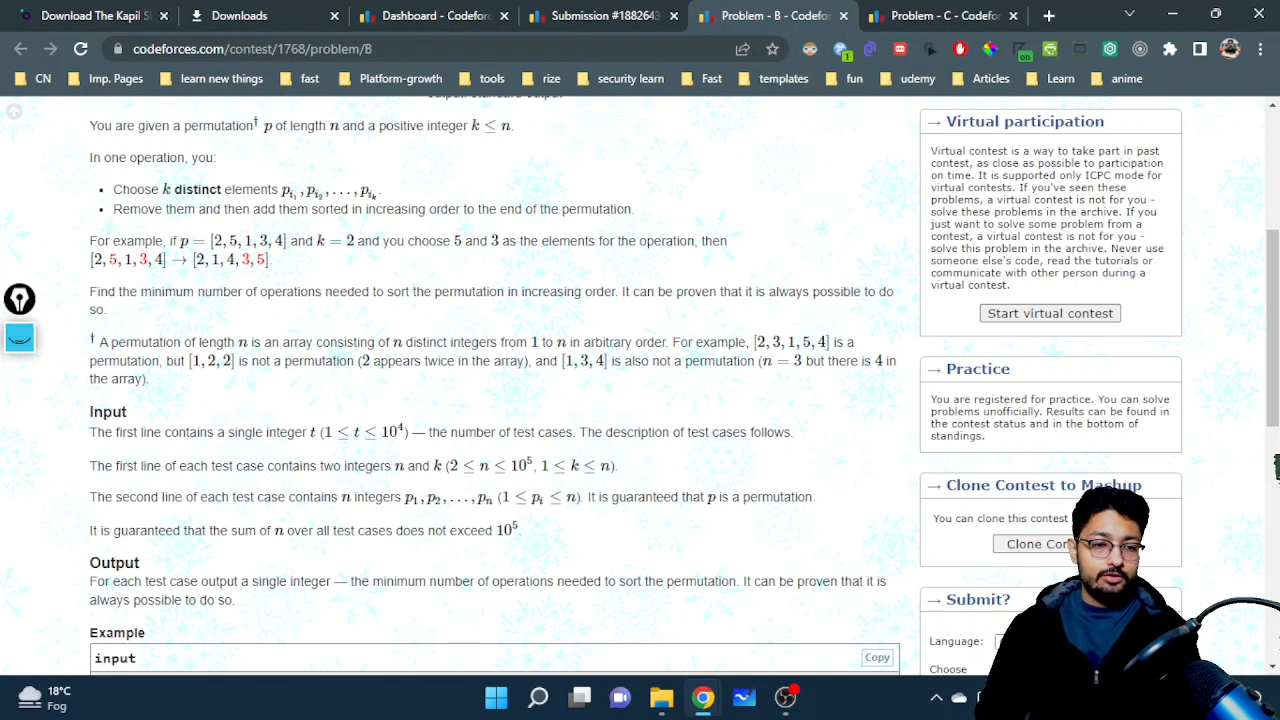 Download The Kapil S
Downloads
Dashboard - Codefor
Submission #1882643
Problem - B - Codefo
Problem - C - Codefor
codeforces.com/contest/1768/problem/B
1
on
CN
Imp. Pages
learn new things
fast
Platform-growth
tools
rize
security learn
Fast
templates
fun
udemy
Articles
Learn
anime
You are given a permutation† p of length n and a positive integer k ≤ n.
In one operation, you:
• Choose k distinct elements p_{i_1}, p_{i_2}, . . . , p_{i_k}.
• Remove them and then add them sorted in increasing order to the end of the permutation.
For example, if p = [2, 5, 1, 3, 4] and k = 2 and you choose 5 and 3 as the elements for the operation, then
[2, 5, 1, 3, 4] → [2, 1, 4, 3, 5].
Find the minimum number of operations needed to sort the permutation in increasing order. It can be proven that it is always possible to do
so.
† A permutation of length n is an array consisting of n distinct integers from 1 to n in arbitrary order. For example, [2, 3, 1, 5, 4] is a
permutation, but [1, 2, 2] is not a permutation (2 appears twice in the array), and [1, 3, 4] is also not a permutation (n = 3 but there is 4 in
the array).
Input
The first line contains a single integer t (1 ≤ t ≤ 10^4) — the number of test cases. The description of test cases follows.
The first line of each test case contains two integers n and k (2 ≤ n ≤ 10^5, 1 ≤ k ≤ n).
The second line of each test case contains n integers p_1, p_2, . . . , p_n (1 ≤ p_i ≤ n). It is guaranteed that p is a permutation.
It is guaranteed that the sum of n over all test cases does not exceed 10^5.
Output
For each test case output a single integer — the minimum number of operations needed to sort the permutation. It can be proven that it is
always possible to do so.
Example
input
Copy
→ Virtual participation
Virtual contest is a way to take part in past
contest, as close as possible to participation
on time. It is supported only ICPC mode for
virtual contests. If you've seen these
problems, a virtual contest is not for you -
solve these problems in the archive. If you
just want to solve some problem from a
contest, a virtual contest is not for you -
solve this problem in the archive. Never use
someone else's code, read the tutorials or
communicate with other person during a
virtual contest.
Start virtual contest
→ Practice
You are registered for practice. You can solve
problems unofficially. Results can be found in
the contest status and in the bottom of
standings.
→ Clone Contest to Mashup
You can clone this contest
Clone Con
→ Submit?
Language:
Choose
18°C
Fog